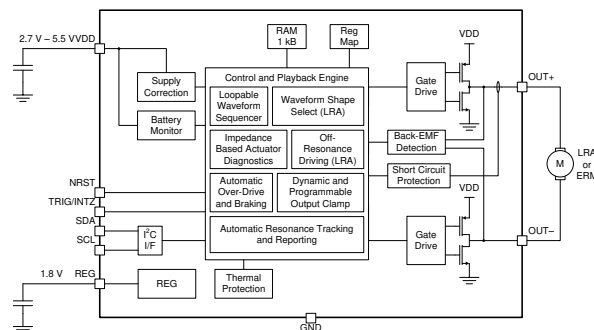 2.7 V – 5.5 VVDD
RAM
1 kB
Reg
Map
VDD
Supply
Correction
Battery
Monitor
Control and Playback Engine
Loopable
Waveform
Sequencer
Waveform Shape
Select (LRA)
Impedance
Based Actuator
Diagnostics
Off-
Resonance
Driving (LRA)
Automatic
Over-Drive
and Braking
Dynamic and
Programmable
Output Clamp
Automatic Resonance Tracking
and Reporting
Gate
Drive
OUT+
Back-EMF
Detection
Short Circuit
Protection
M
LRA
or
ERM
VDD
Gate
Drive
OUT–
NRST
TRIG/INTZ
SDA
SCL
I2C
I/F
1.8 V REG
REG
Thermal
Protection
GND